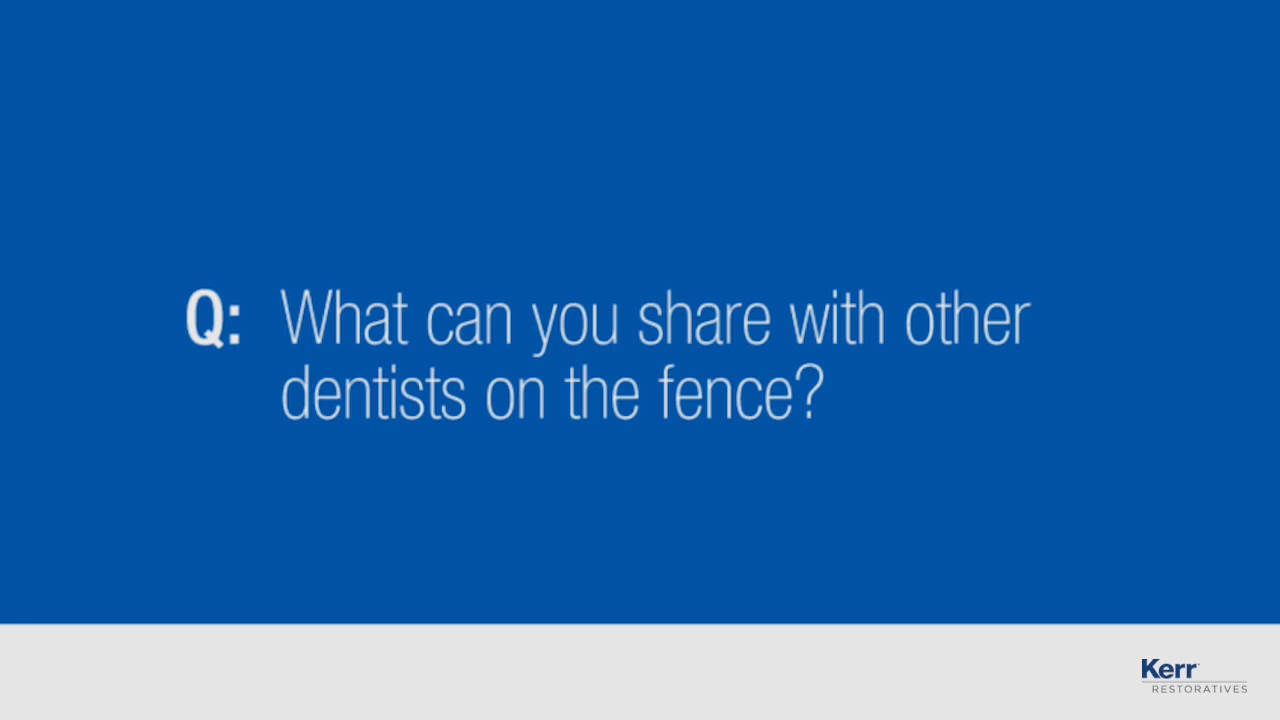 Q: What can you share with other
dentists on the fence?
Kerr
RESTORATIVES